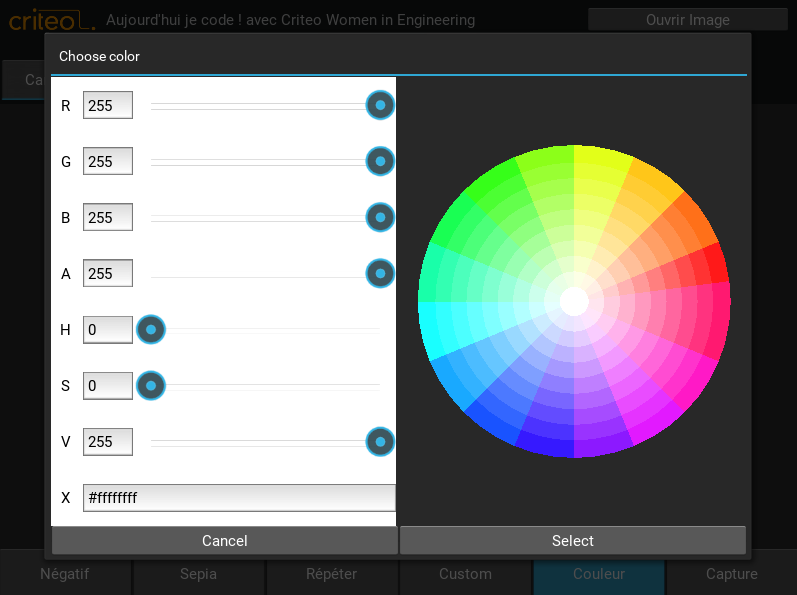 criteo
Aujourd'hui je code ! avec Criteo Women in Engineering
Ouvrir Image
Choose color
Ca
R 255
G 255
B 255
A 255
H 0
S 0
V 255
X #ffffffff
Cancel Select
Négatif Sepia Répéter Custom Couleur Capture